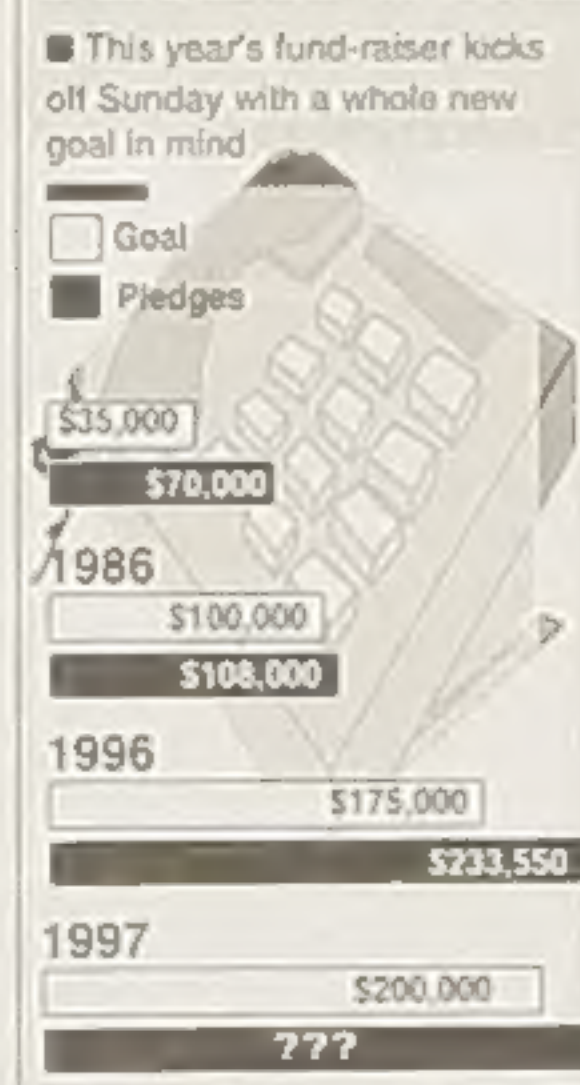 This year's fund-raiser kicks
off Sunday with a whole new
goal in mind
Goal
Pledges
$35,000
$70,000
1986
$100,000
$108,000
1996
$175,000
$233,550
1997
$200,000
???